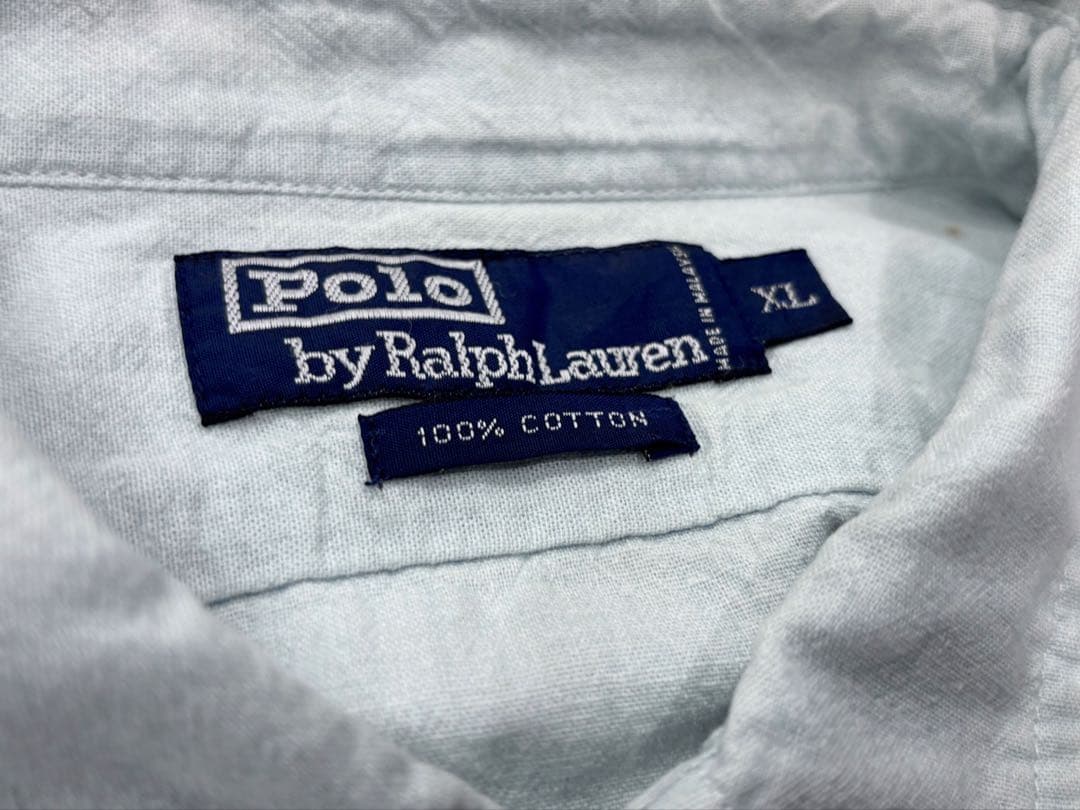 Polo
by Ralph Lauren
MADE IN MALAYSIA
XL
100% COTTON